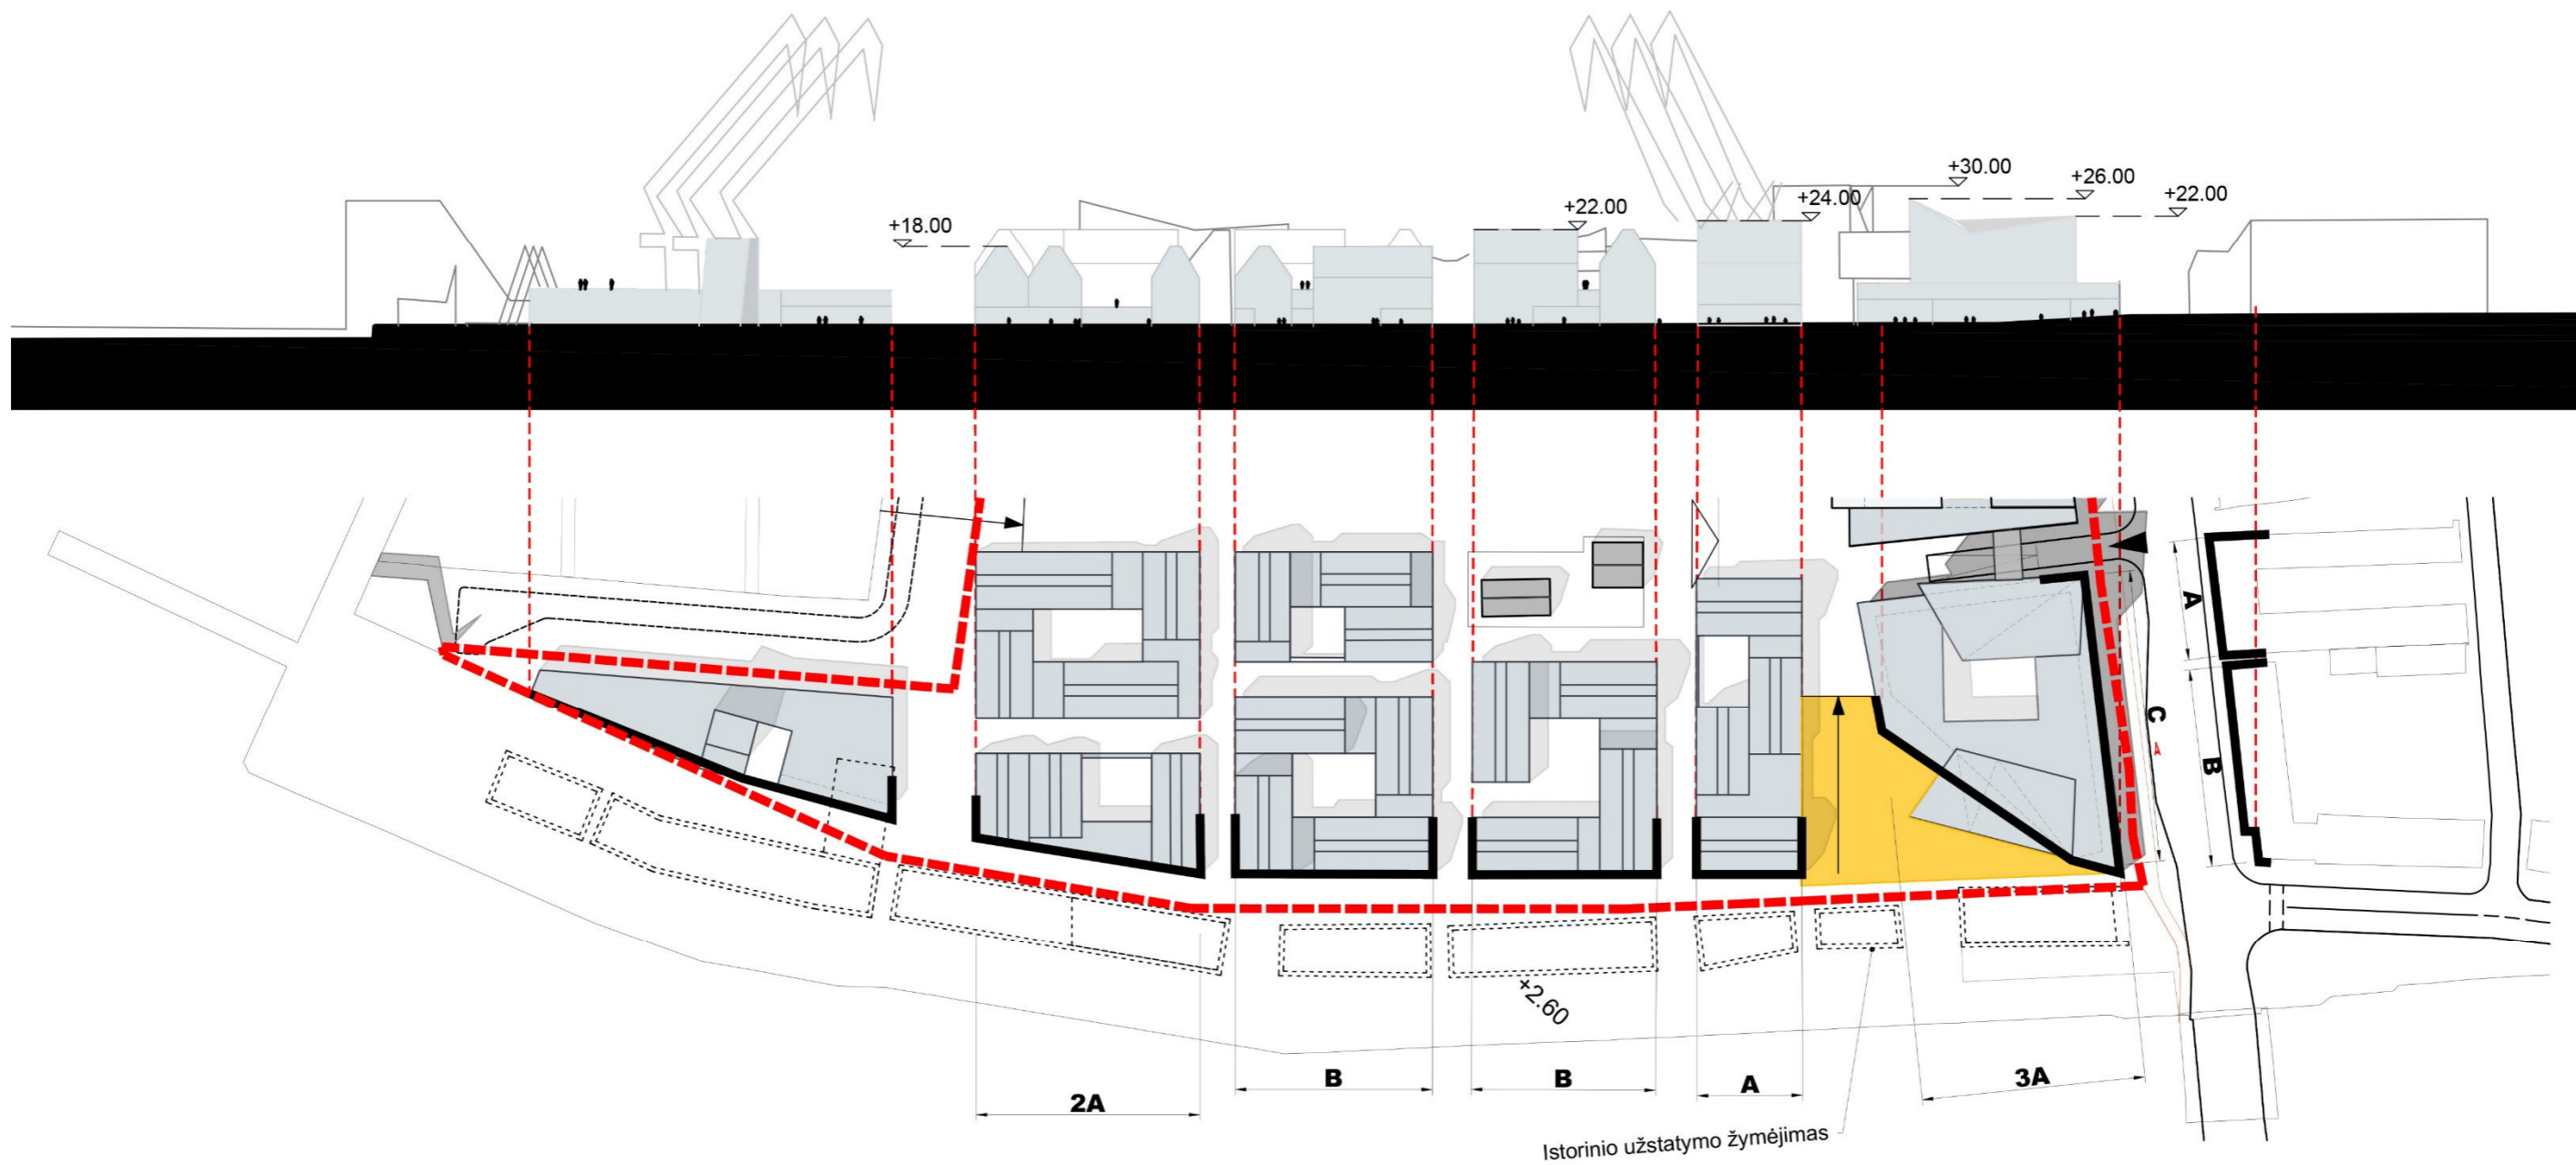 +30.00
+26.00
+22.00
+24.00
+22.00
+18.00
A
C
A
B
+2.60
2A
B
B
A
3A
Istorinio užstatymo žymėjimas